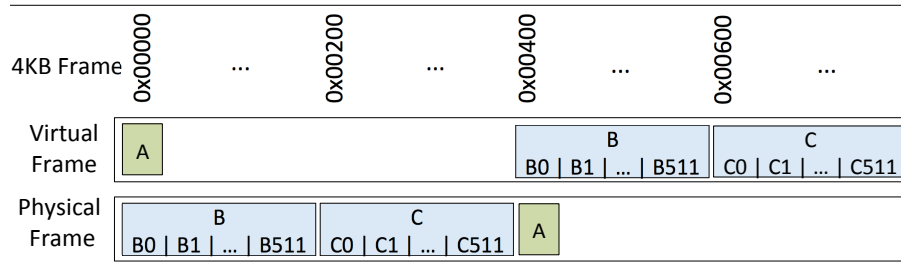 4KB Frame 0x00000 ... 0x00200 ... 0x00400 ... 0x00600 ...
Virtual
Frame
A
B
B0 | B1 | ... | B511
C
C0 | C1 | ... | C511
Physical
Frame
B
B0 | B1 | ... | B511
C
C0 | C1 | ... | C511
A